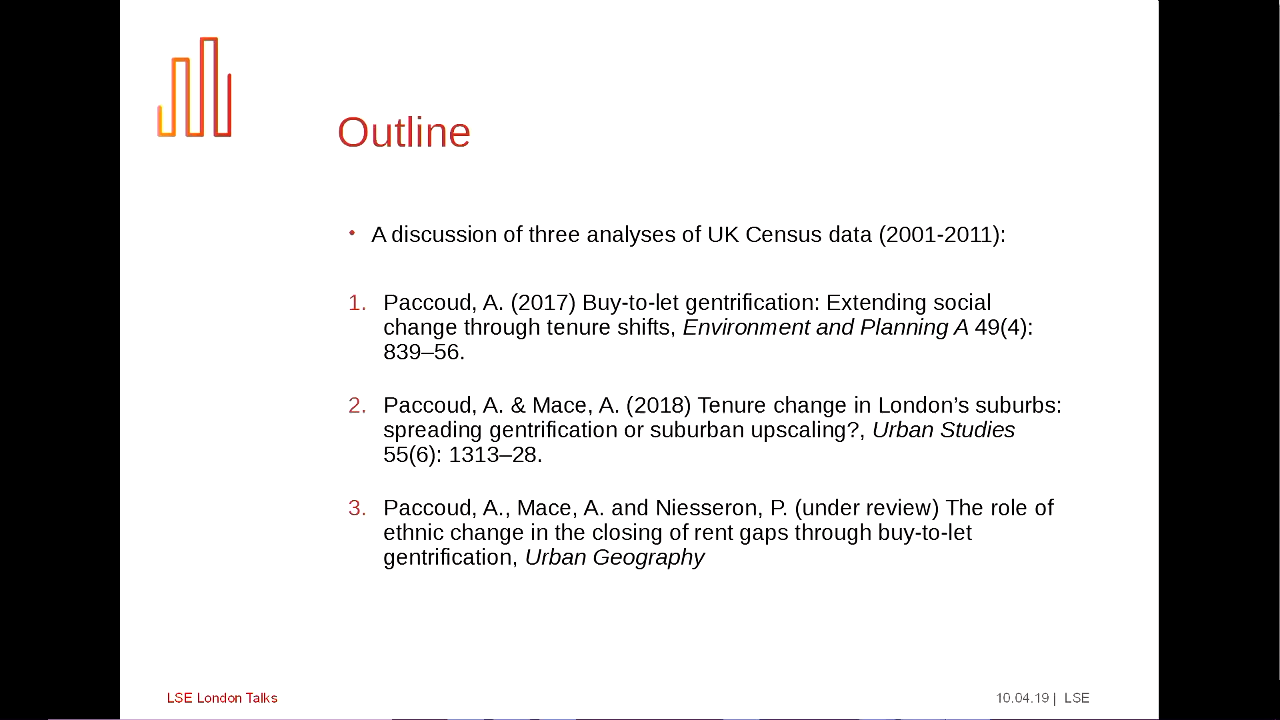 Outline
• A discussion of three analyses of UK Census data (2001-2011):
1. Paccoud, A. (2017) Buy-to-let gentrification: Extending social
change through tenure shifts, Environment and Planning A 49(4):
839–56.
2. Paccoud, A. & Mace, A. (2018) Tenure change in London’s suburbs:
spreading gentrification or suburban upscaling?, Urban Studies
55(6): 1313–28.
3. Paccoud, A., Mace, A. and Niesseron, P. (under review) The role of
ethnic change in the closing of rent gaps through buy-to-let
gentrification, Urban Geography
LSE London Talks
10.04.19 | LSE